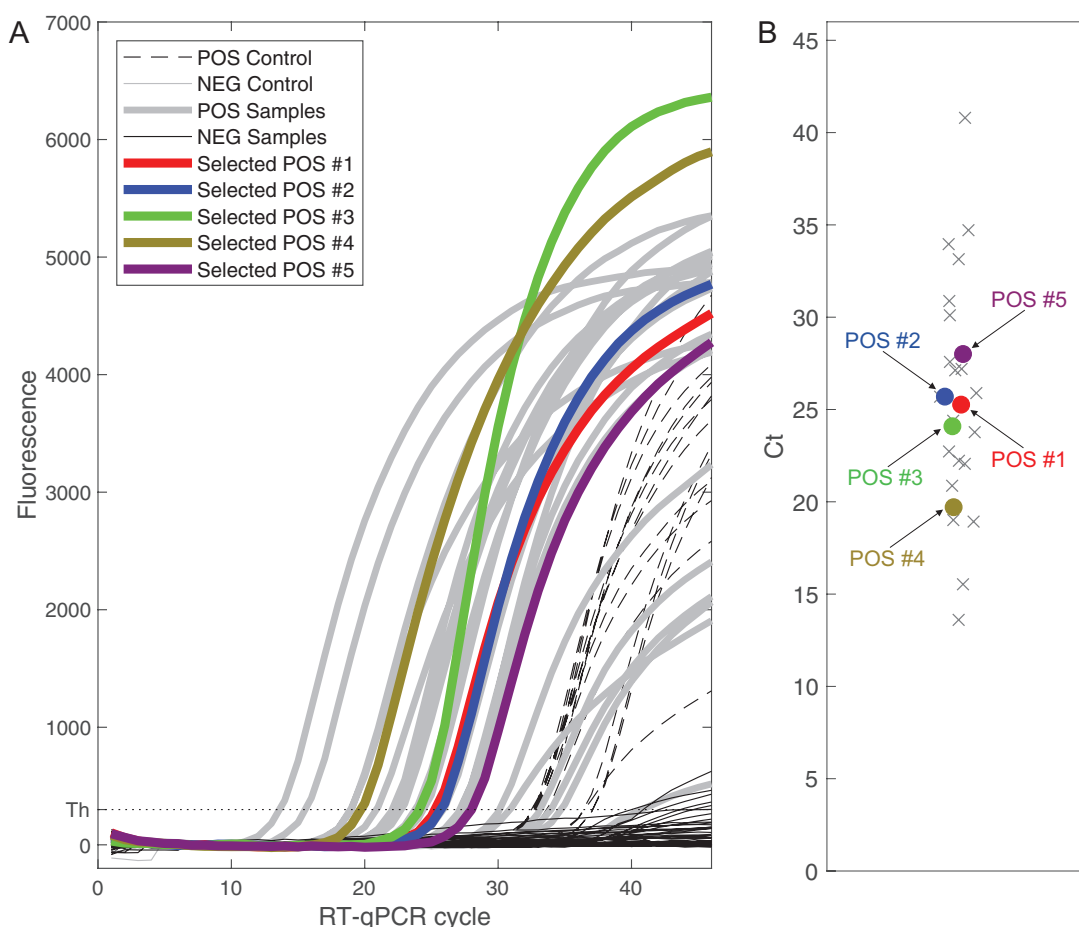 A
7000
6000
5000
4000
3000
2000
1000
Th
0
Fluorescence
0 10 20 30 40
RT-qPCR cycle
POS Control
NEG Control
POS Samples
NEG Samples
Selected POS #1
Selected POS #2
Selected POS #3
Selected POS #4
Selected POS #5
B
45
40
35
30
25
20
15
10
5
0
Ct
POS #5
POS #2
POS #1
POS #3
POS #4